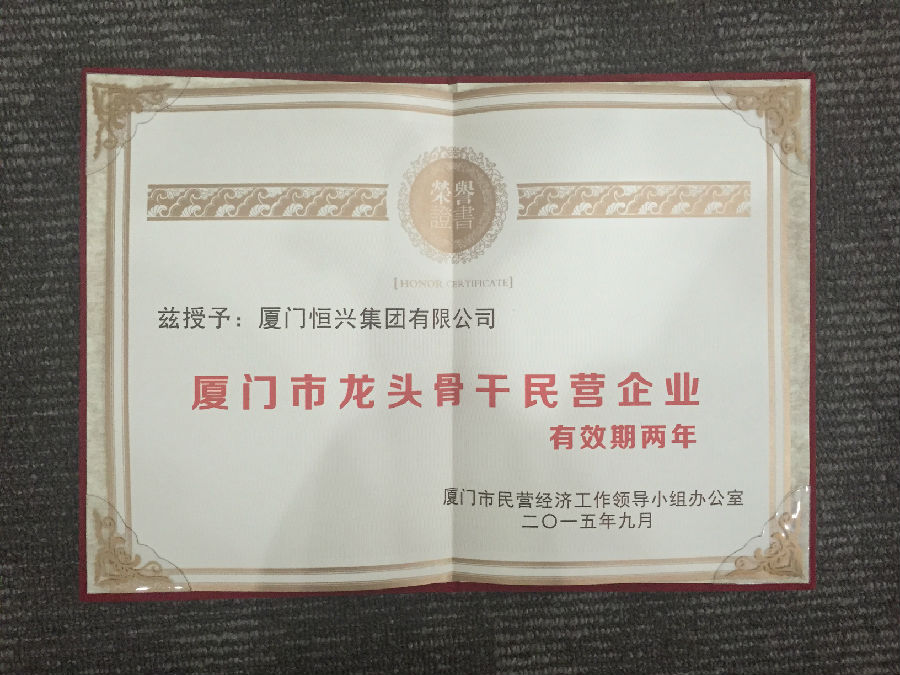 榮譽
證書
[HONOR CERTIFICATE]
兹授予：厦门恒兴集团有限公司
厦门市龙头骨干民营企业
有效期两年
厦门市民营经济工作领导小组办公室
二〇一五年九月